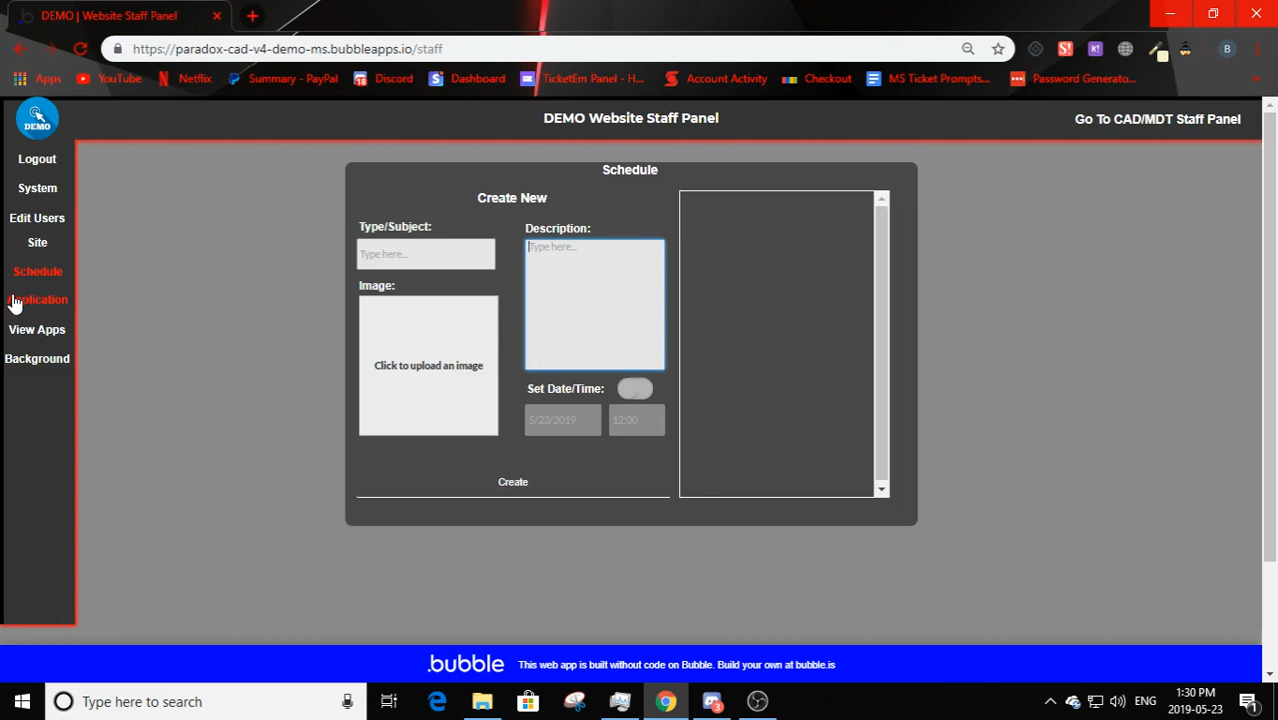 DEMO | Website Staff Panel
https://paradox-cad-v4-demo-ms.bubbleapps.io/staff
B
Apps YouTube Netflix Summary - PayPal Discord Dashboard TicketEm Panel - H... Account Activity Checkout MS Ticket Prompts... Password Generato...
DEMO
DEMO Website Staff Panel
Go To CAD/MDT Staff Panel
Logout
System
Edit Users
Site
Schedule
Application
View Apps
Background
Schedule
Create New
Type/Subject:
Type here...
Image:
Click to upload an image
Description:
Type here...
Set Date/Time:
5/23/2019 12:00
Create
.bubble This web app is built without code on Bubble. Build your own at bubble.is
Type here to search
ENG
1:30 PM
2019-05-23